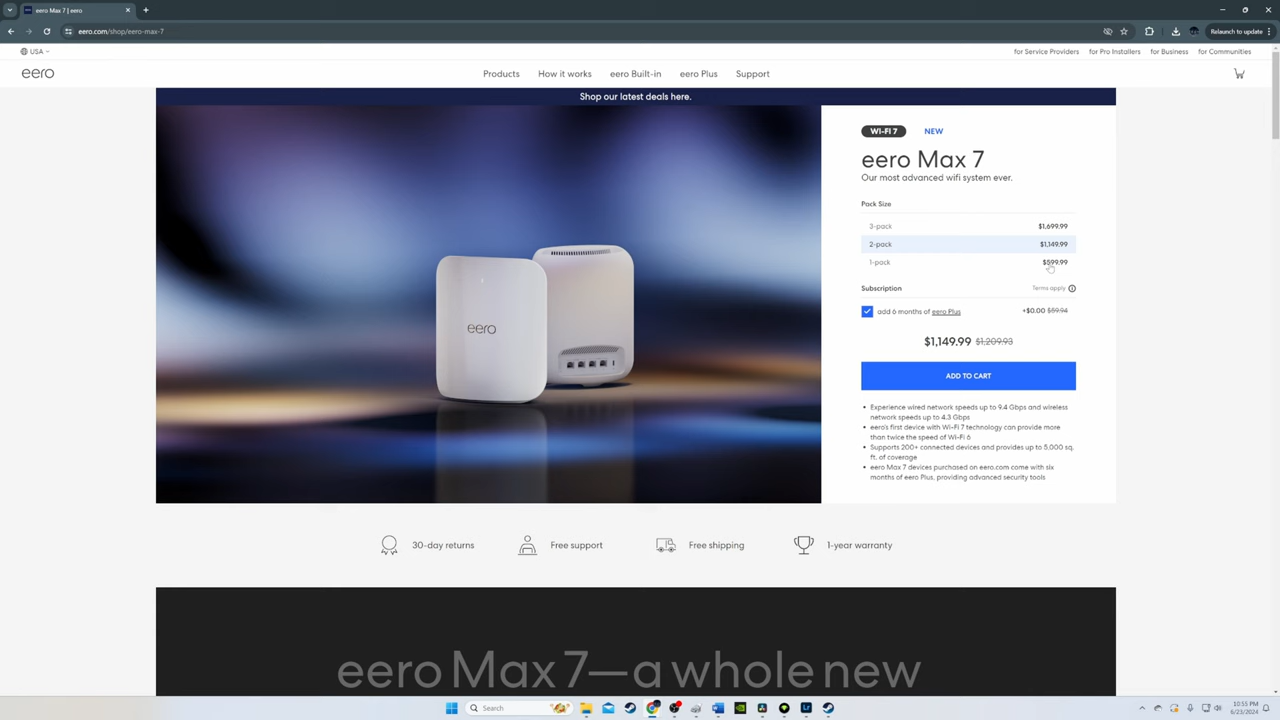 eero Max 7 | eero
eero.com/shop/eero-max-7
Relaunch to update
USA
for Service Providers
for Pro Installers
for Business
for Communities
eero
Products
How it works
eero Built-in
eero Plus
Support
Shop our latest deals here.
WI-FI 7
NEW
eero Max 7
Our most advanced wifi system ever.
Pack Size
3-pack $1,699.99
2-pack $1,149.99
1-pack $599.99
Subscription Terms apply
add 6 months of eero Plus +$0.00 $59.94
$1,149.99 $1,209.93
ADD TO CART
• Experience wired network speeds up to 9.4 Gbps and wireless
network speeds up to 4.3 Gbps
• eero's first device with Wi-Fi 7 technology can provide more
than twice the speed of Wi-Fi 6
• Supports 200+ connected devices and provides up to 5,000 sq.
ft. of coverage
• eero Max 7 devices purchased on eero.com come with six
months of eero Plus, providing advanced security tools
eero
30-day returns
Free support
Free shipping
1-year warranty
eero Max 7—a whole new
Search
10:55 PM
6/23/2024